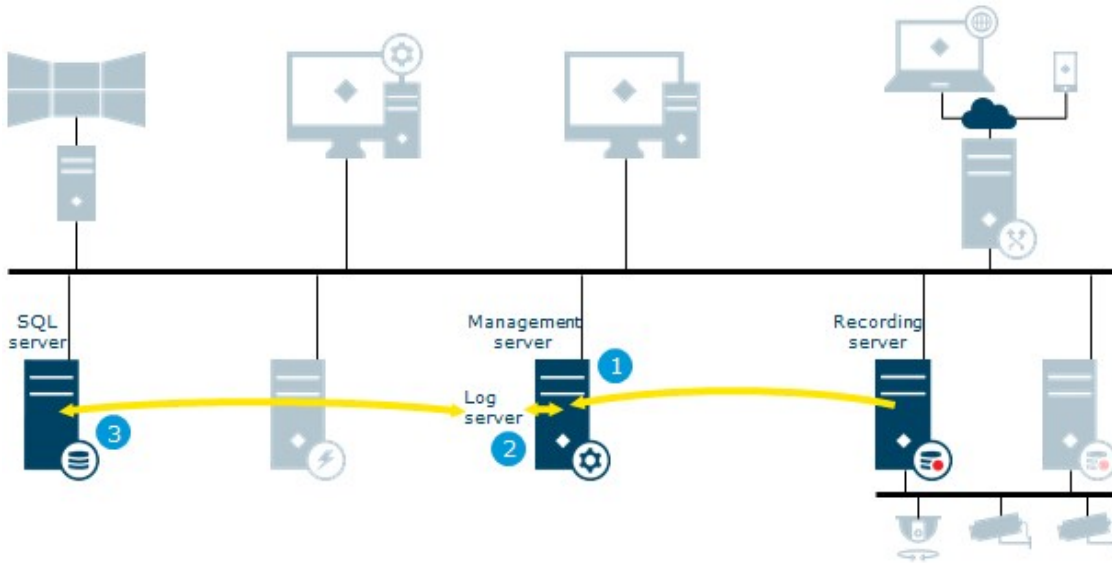 SQL
server
Management
server
Recording
server
1
Log
server
2
3